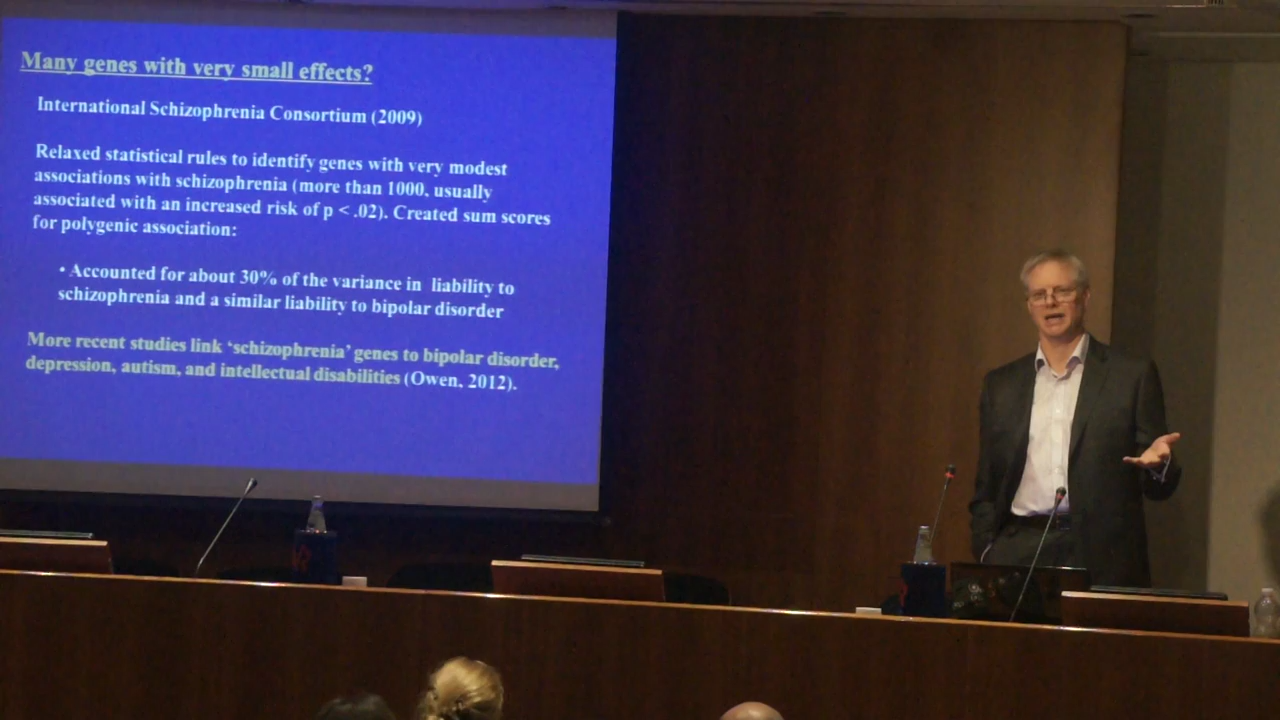 Many genes with very small effects?
International Schizophrenia Consortium (2009)
Relaxed statistical rules to identify genes with very modest
associations with schizophrenia (more than 1000, usually
associated with an increased risk of p < .02). Created sum scores
for polygenic association:
• Accounted for about 30% of the variance in liability to
schizophrenia and a similar liability to bipolar disorder
More recent studies link ‘schizophrenia’ genes to bipolar disorder,
depression, autism, and intellectual disabilities (Owen, 2012).